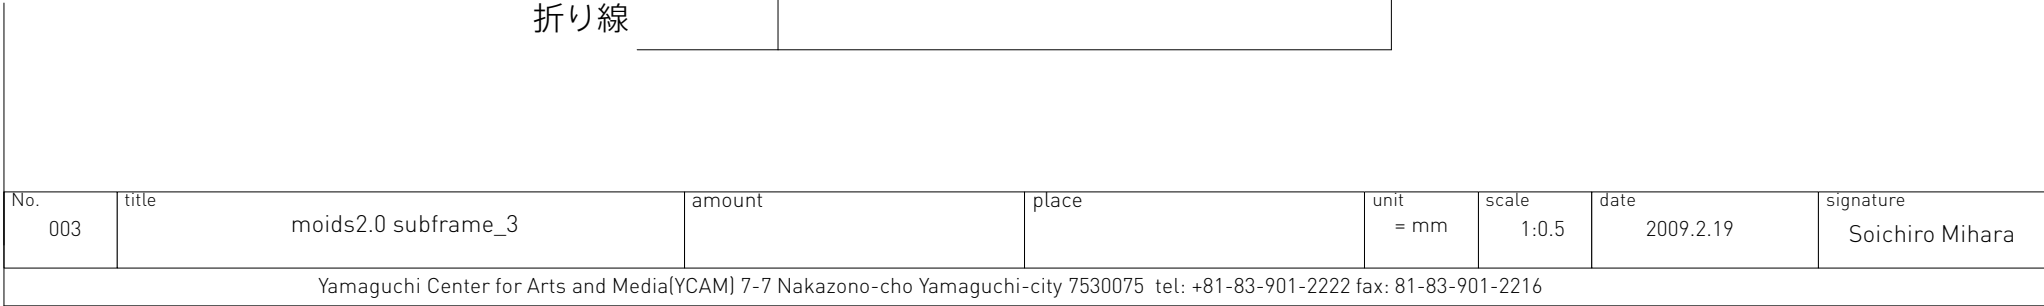 折り線
No. title amount place unit scale date signature
003 moids2.0 subframe_3 = mm 1:0.5 2009.2.19 Soichiro Mihara
Yamaguchi Center for Arts and Media(YCAM) 7-7 Nakazono-cho Yamaguchi-city 7530075 tel: +81-83-901-2222 fax: 81-83-901-2216